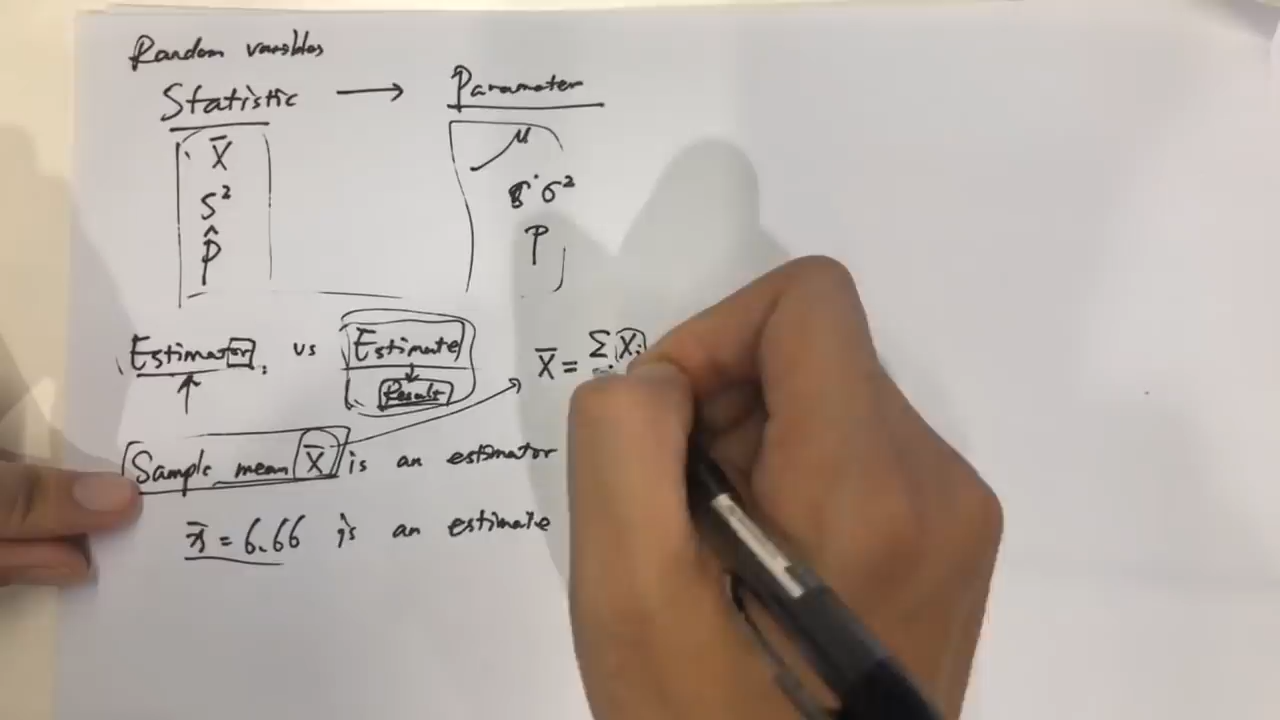 Random variables
Statistic → Parameter
X̄ μ
S² σ²
p̂ P
Estimator vs Estimate
Result
X̄ = Σ Xi
Sample mean X̄ is an estimator
x̄ = 6.66 is an estimate